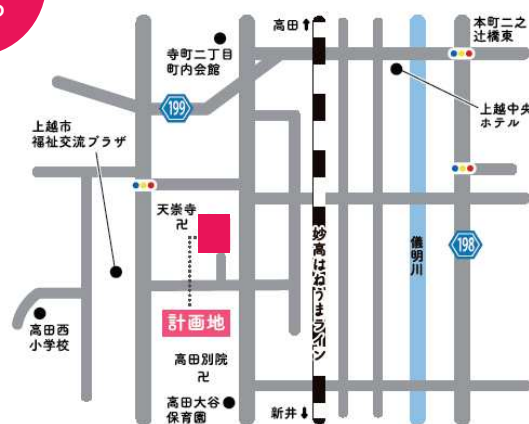 高田↑
本町二之
辻橋東
寺町二丁目
町内会館
199
上越中央
ホテル
上越市
福祉交流プラザ
天崇寺
卍
妙高はねうまライン
儀明川
198
計画地
高田西
小学校
高田別院
卍
高田大谷
保育園
新井↓